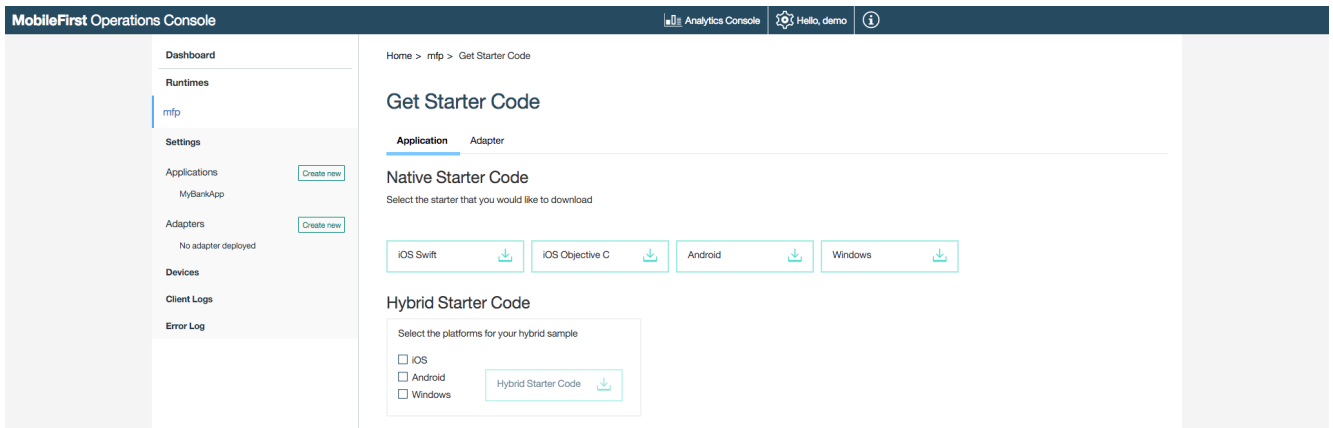 MobileFirst Operations Console
Analytics Console
Hello, demo
Dashboard
Runtimes
mfp
Settings
Applications
Create new
MyBankApp
Adapters
Create new
No adapter deployed
Devices
Client Logs
Error Log
Home > mfp > Get Starter Code
Get Starter Code
Application Adapter
Native Starter Code
Select the starter that you would like to download
iOS Swift
iOS Objective C
Android
Windows
Hybrid Starter Code
Select the platforms for your hybrid sample
iOS
Android
Windows
Hybrid Starter Code